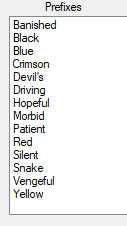 Prefixes
Banished
Black
Blue
Crimson
Devil's
Driving
Hopeful
Morbid
Patient
Red
Silent
Snake
Vengeful
Yellow